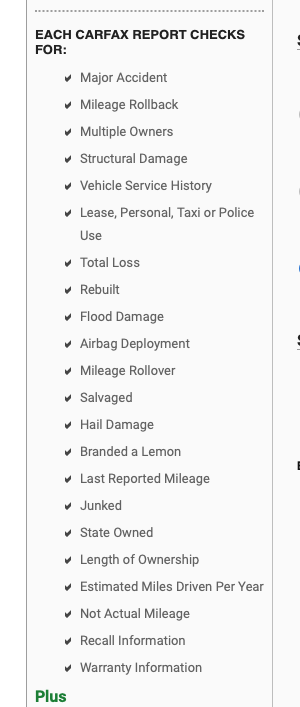 EACH CARFAX REPORT CHECKS
FOR:
Major Accident
Mileage Rollback
Multiple Owners
Structural Damage
Vehicle Service History
Lease, Personal, Taxi or Police
Use
Total Loss
Rebuilt
Flood Damage
Airbag Deployment
Mileage Rollover
Salvaged
Hail Damage
Branded a Lemon
Last Reported Mileage
Junked
State Owned
Length of Ownership
Estimated Miles Driven Per Year
Not Actual Mileage
Recall Information
Warranty Information
Plus